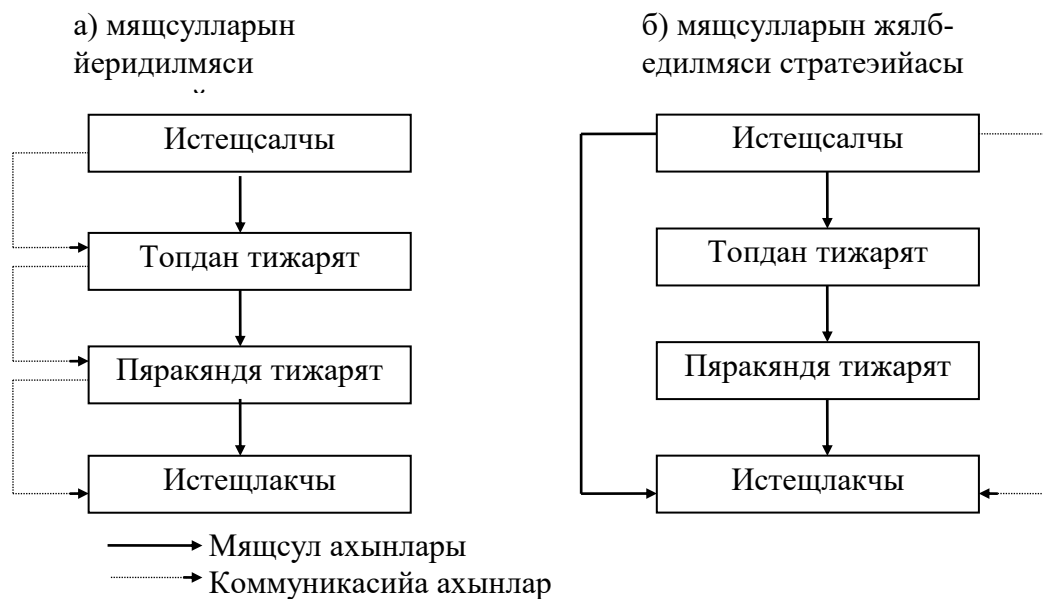 а) мящсулларын
йеридилмяси
б) мящсулларын жялб-
едилмяси стратеэийасы
Истещсалчы
Топдан тижарят
Пяракяндя тижарят
Истещлакчы
Истещсалчы
Топдан тижарят
Пяракяндя тижарят
Истещлакчы
Мящсул ахынлары
Коммуникасийа ахынлар